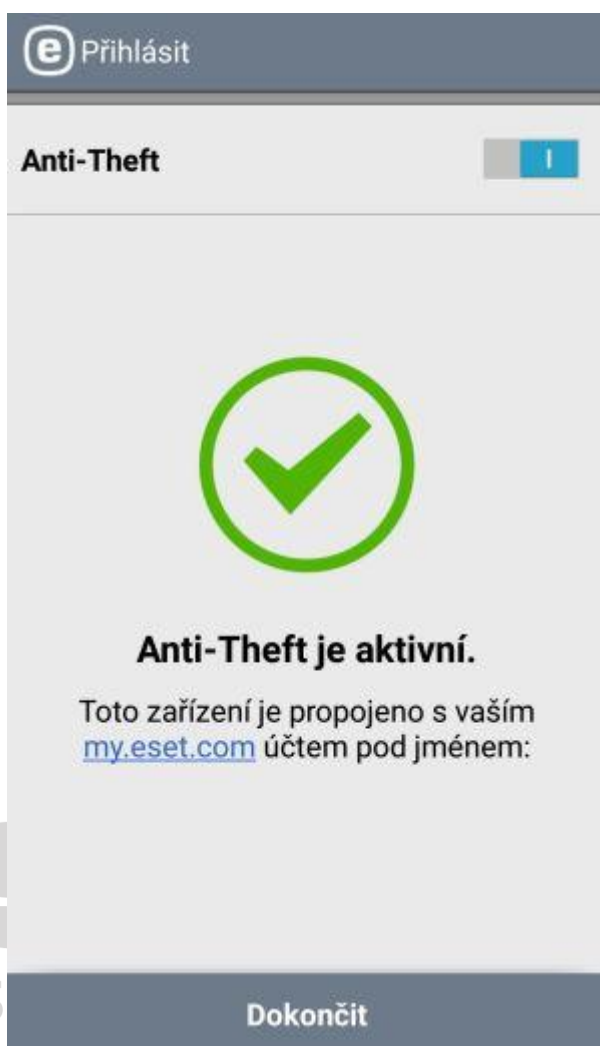 e Přihlásit
Anti-Theft
Anti-Theft je aktivní.
Toto zařízení je propojeno s vaším
my.eset.com účtem pod jménem:
Dokončit